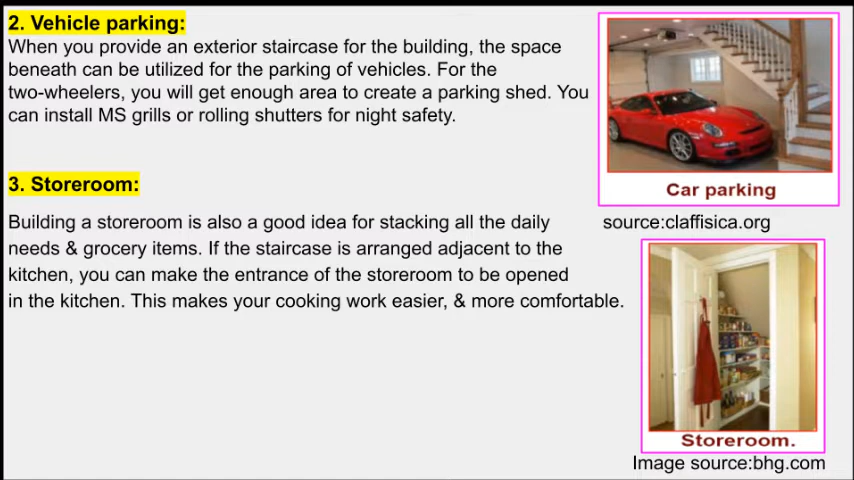 2. Vehicle parking:
When you provide an exterior staircase for the building, the space
beneath can be utilized for the parking of vehicles. For the
two-wheelers, you will get enough area to create a parking shed. You
can install MS grills or rolling shutters for night safety.
Car parking
source:claffisica.org
3. Storeroom:
Building a storeroom is also a good idea for stacking all the daily
needs & grocery items. If the staircase is arranged adjacent to the
kitchen, you can make the entrance of the storeroom to be opened
in the kitchen. This makes your cooking work easier, & more comfortable.
Storeroom.
Image source:bhg.com